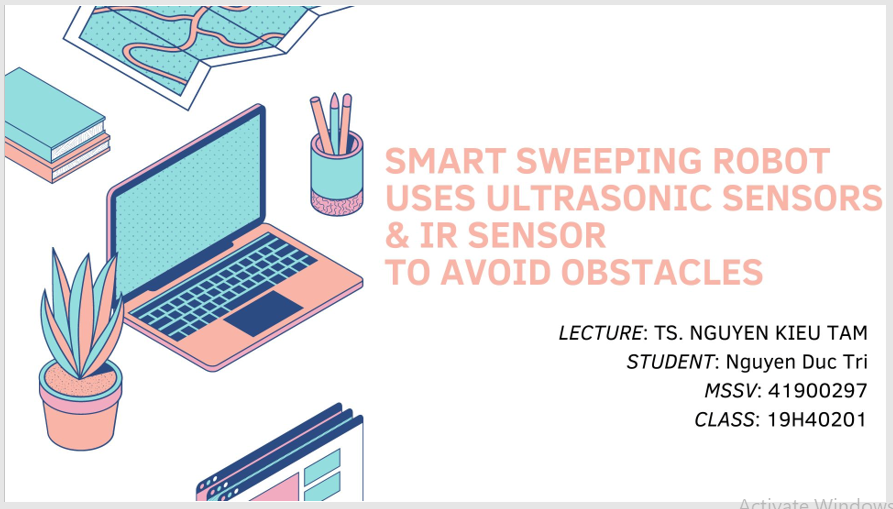 SMART SWEEPING ROBOT
USES ULTRASONIC SENSORS
& IR SENSOR
TO AVOID OBSTACLES
LECTURE: TS. NGUYEN KIEU TAM
STUDENT: Nguyen Duc Tri
MSSV: 41900297
CLASS: 19H40201
Activate Windows